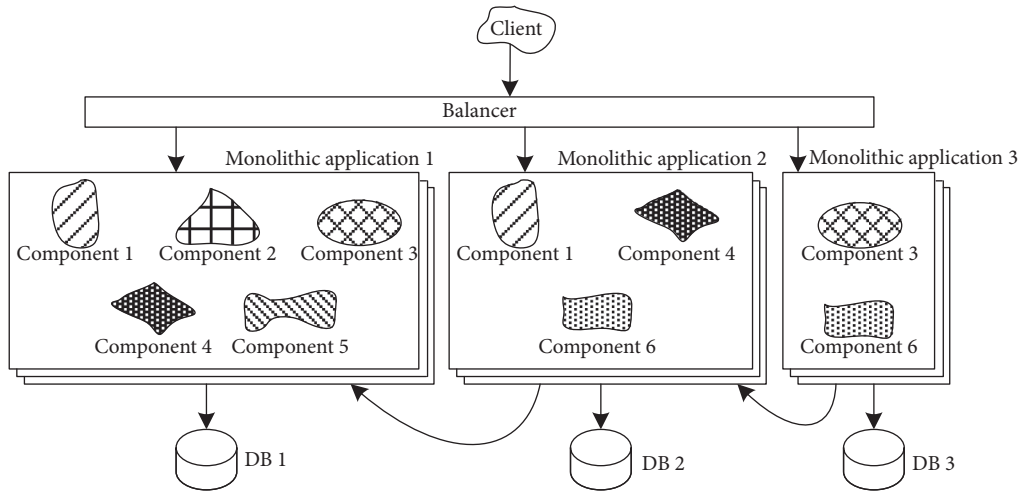 Client
Balancer
Monolithic application 1
Monolithic application 2
Monolithic application 3
Component 1
Component 2
Component 3
Component 4
Component 5
Component 1
Component 4
Component 6
Component 3
Component 6
DB 1
DB 2
DB 3